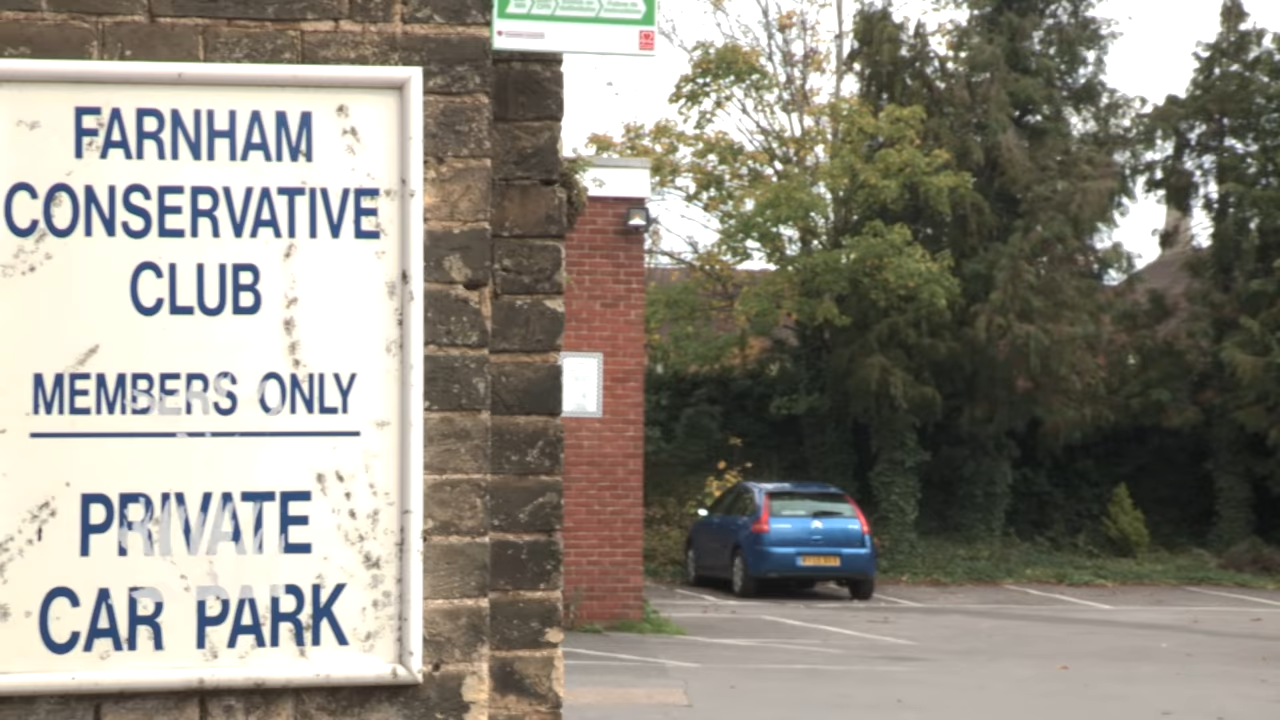 FARNHAM
CONSERVATIVE
CLUB
MEMBERS ONLY
PRIVATE
CAR PARK